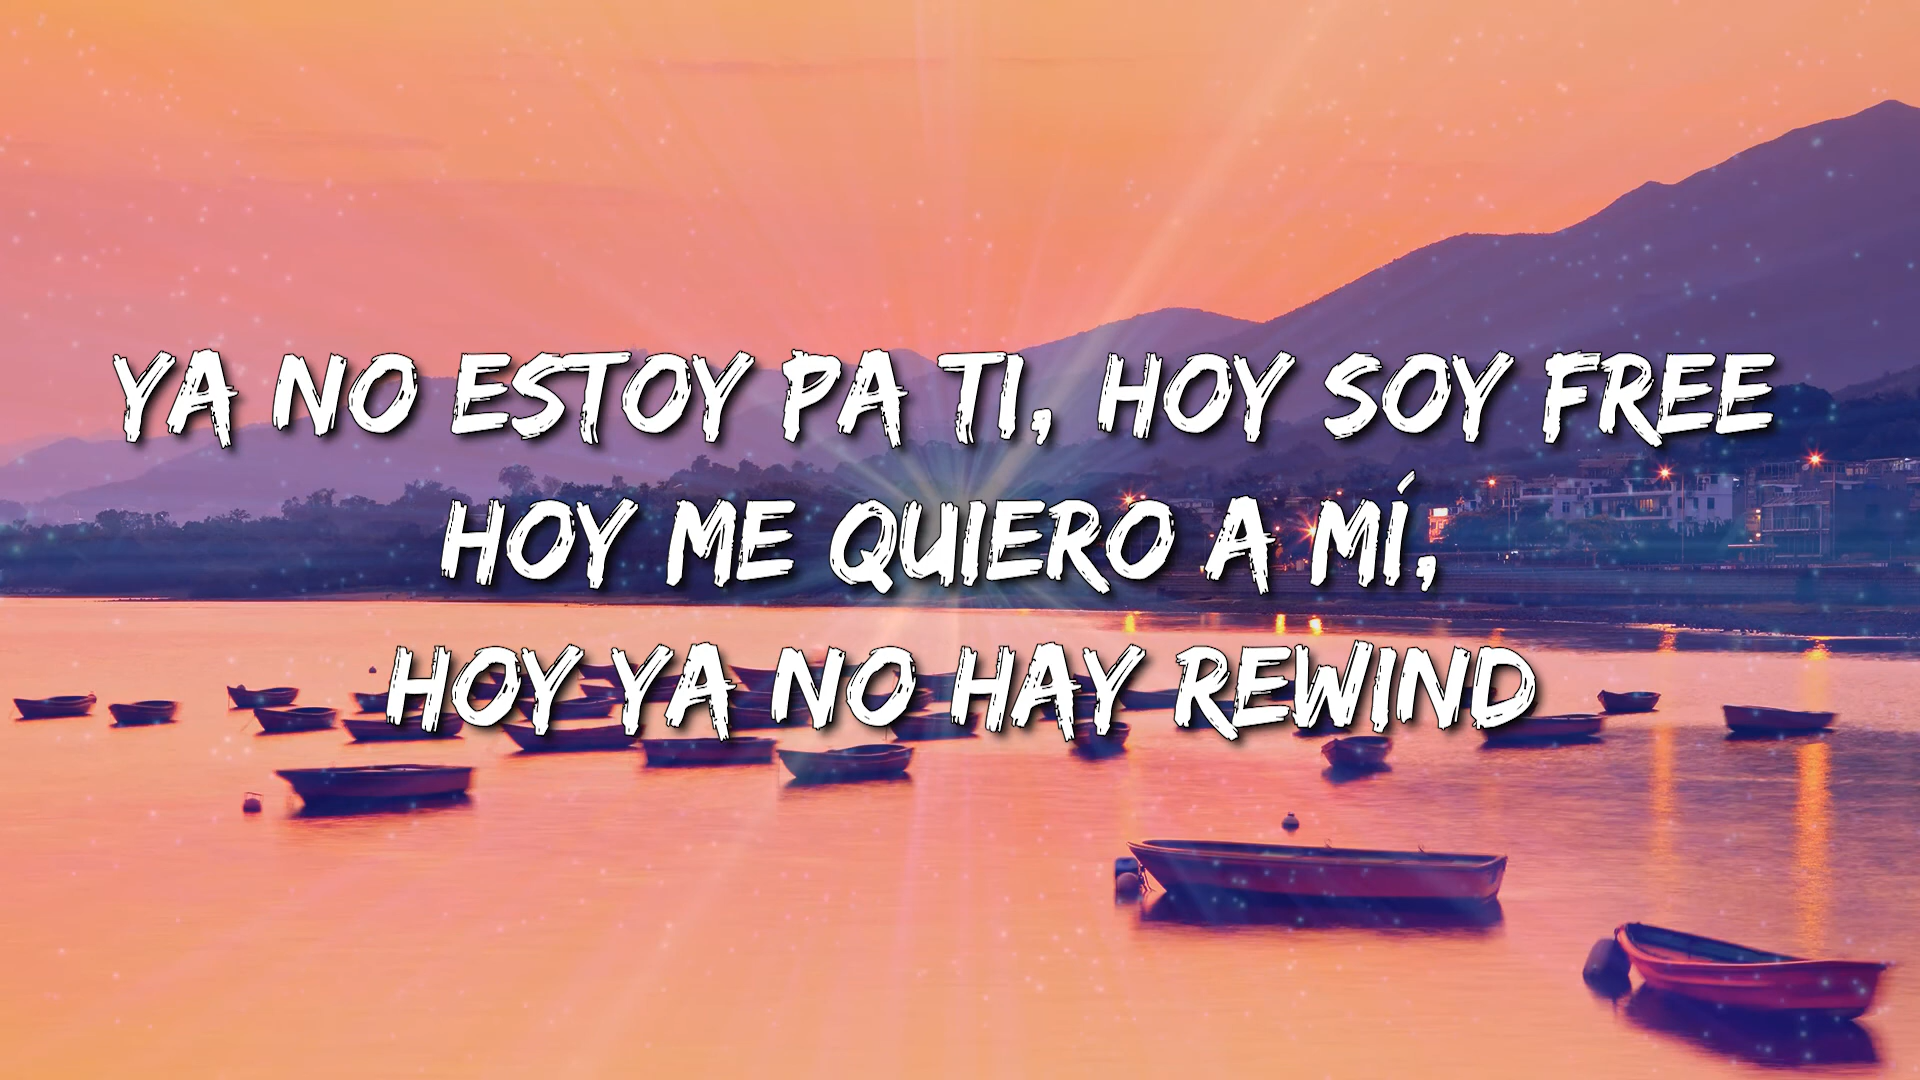 YA NO ESTOY PA TI, HOY SOY FREE
HOY ME QUIERO A MÍ,
HOY YA NO HAY REWIND